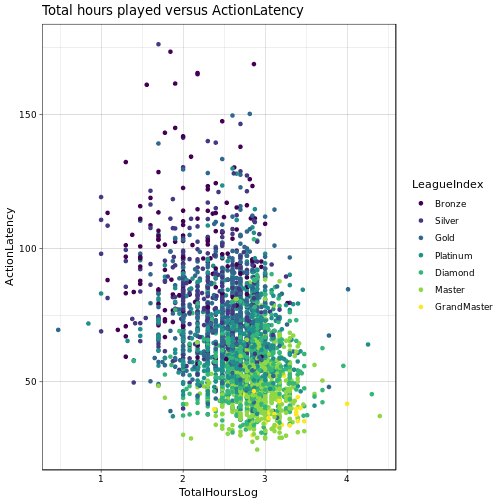 Total hours played versus ActionLatency
ActionLatency
150
100
50
1
2
3
4
TotalHoursLog
LeagueIndex
Bronze
Silver
Gold
Platinum
Diamond
Master
GrandMaster